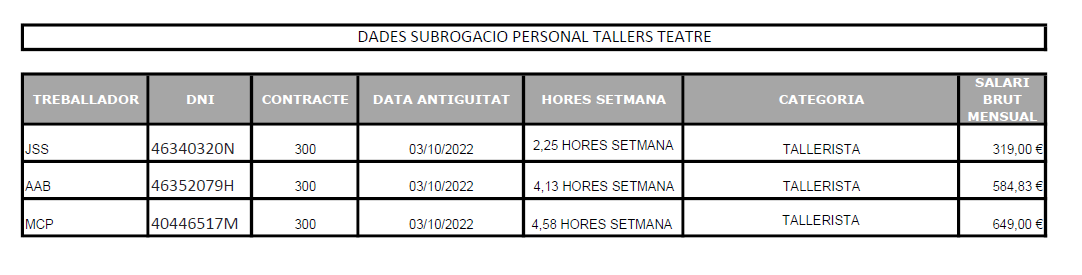 DADES SUBROGACIO PERSONAL TALLERS TEATRE
TREBALLADOR DNI CONTRACTE DATA ANTIGUITAT HORES SETMANA CATEGORIA SALARI BRUT MENSUAL
JSS 46340320N 300 03/10/2022 2,25 HORES SETMANA TALLERISTA 319,00 €
AAB 46352079H 300 03/10/2022 4,13 HORES SETMANA TALLERISTA 584,83 €
MCP 40446517M 300 03/10/2022 4,58 HORES SETMANA TALLERISTA 649,00 €